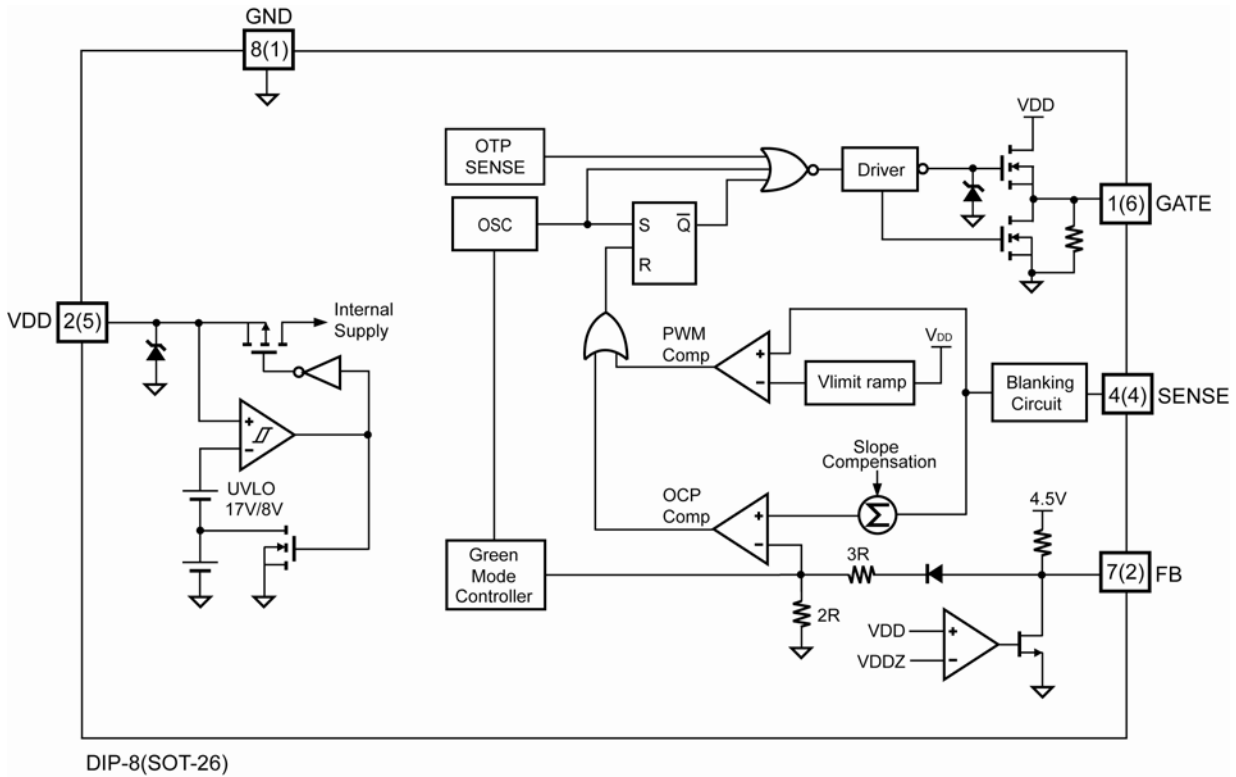 GND
8(1)
VDD
OTP
SENSE
Driver
1(6)
GATE
OSC
S
Q
R
VDD
2(5)
Internal
Supply
PWM
Comp
+
−
VDD
Vlimit ramp
Blanking
Circuit
4(4)
SENSE
+
−
UVLO
17V/8V
Slope
Compensation
OCP
Comp
+
−
Σ
4.5V
Green
Mode
Controller
3R
7(2)
FB
2R
VDD
VDDZ
+
−
DIP-8(SOT-26)